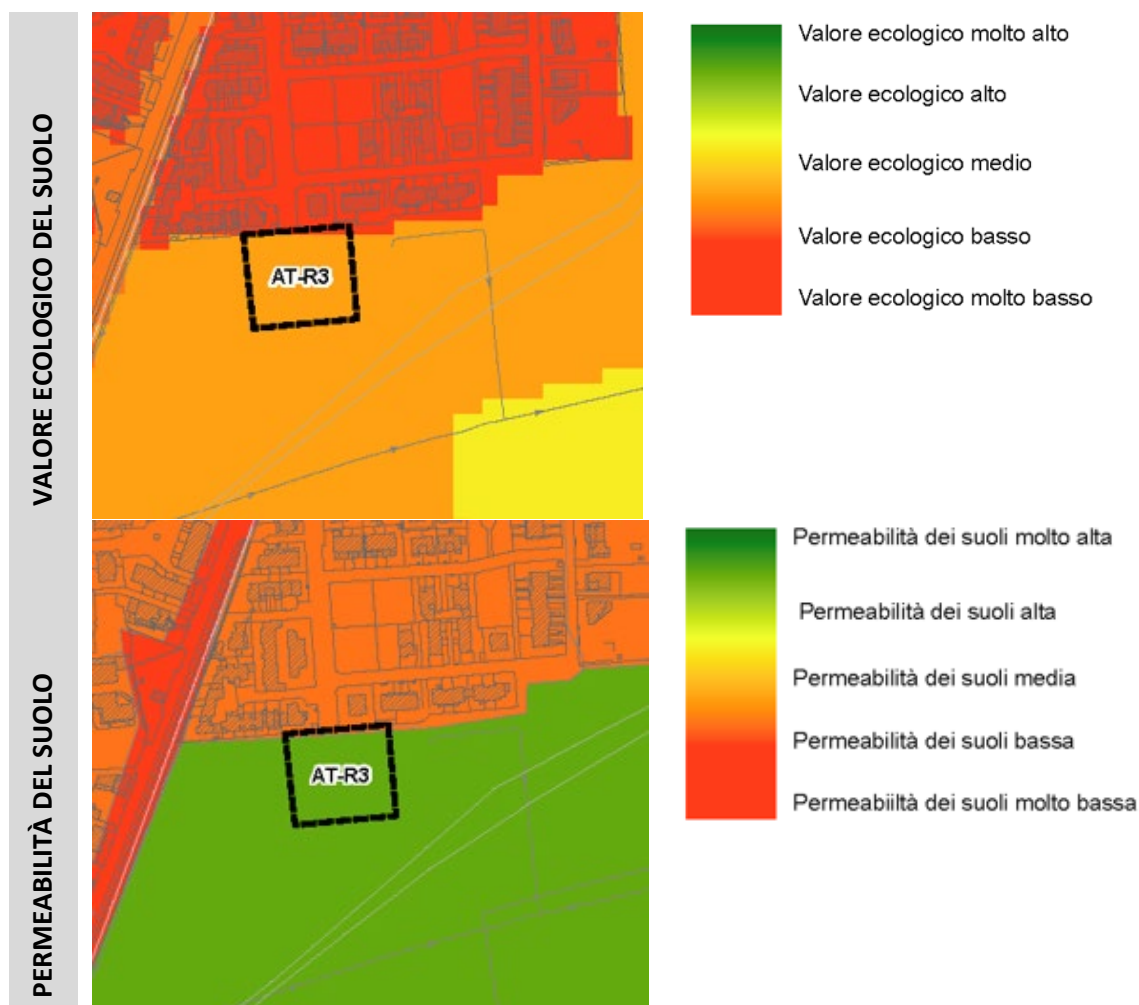 VALORE ECOLOGICO DEL SUOLO
AT-R3
Valore ecologico molto alto
Valore ecologico alto
Valore ecologico medio
Valore ecologico basso
Valore ecologico molto basso
PERMEABILITÀ DEL SUOLO
AT-R3
Permeabilità dei suoli molto alta
Permeabilità dei suoli alta
Permeabilità dei suoli media
Permeabilità dei suoli bassa
Permeabiiltà dei suoli molto bassa